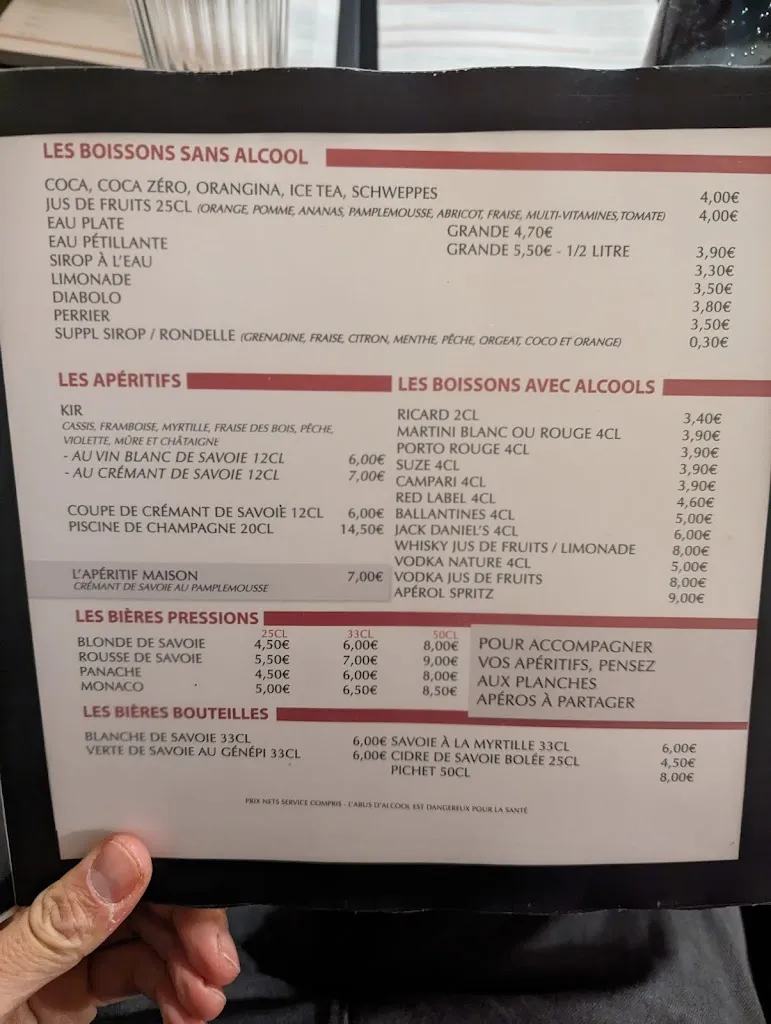 LES BOISSONS SANS ALCOOL
COCA, COCA ZÉRO, ORANGINA, ICE TEA, SCHWEPPES 4,00€
JUS DE FRUITS 25CL (ORANGE, POMME, ANANAS, PAMPLEMOUSSE, ABRICOT, FRAISE, MULTI-VITAMINES, TOMATE) 4,00€
EAU PLATE GRANDE 4,70€
EAU PÉTILLANTE GRANDE 5,50€ - 1/2 LITRE 3,90€
SIROP À L'EAU 3,30€
LIMONADE 3,50€
DIABOLO 3,80€
PERRIER 3,50€
SUPPL SIROP / RONDELLE (GRENADINE, FRAISE, CITRON, MENTHE, PÊCHE, ORGEAT, COCO ET ORANGE) 0,30€
LES APÉRITIFS
KIR
CASSIS, FRAMBOISE, MYRTILLE, FRAISE DES BOIS, PÊCHE,
VIOLETTE, MÛRE ET CHÂTAIGNE
- AU VIN BLANC DE SAVOIE 12CL 6,00€
- AU CRÉMANT DE SAVOIE 12CL 7,00€
COUPE DE CRÉMANT DE SAVOIE 12CL 6,00€
PISCINE DE CHAMPAGNE 20CL 14,50€
L'APÉRITIF MAISON 7,00€
CRÉMANT DE SAVOIE AU PAMPLEMOUSSE
LES BOISSONS AVEC ALCOOLS
RICARD 2CL 3,40€
MARTINI BLANC OU ROUGE 4CL 3,90€
PORTO ROUGE 4CL 3,90€
SUZE 4CL 3,90€
CAMPARI 4CL 3,90€
RED LABEL 4CL 4,60€
BALLANTINES 4CL 5,00€
JACK DANIEL'S 4CL 6,00€
WHISKY JUS DE FRUITS / LIMONADE 8,00€
VODKA NATURE 4CL 5,00€
VODKA JUS DE FRUITS 8,00€
APÉROL SPRITZ 9,00€
LES BIÈRES PRESSIONS
25CL 33CL 50CL
BLONDE DE SAVOIE 4,50€ 6,00€ 8,00€
ROUSSE DE SAVOIE 5,50€ 7,00€ 9,00€
PANACHE 4,50€ 6,00€ 8,00€
MONACO 5,00€ 6,50€ 8,50€
POUR ACCOMPAGNER
VOS APÉRITIFS, PENSEZ
AUX PLANCHES
APÉROS À PARTAGER
LES BIÈRES BOUTEILLES
BLANCHE DE SAVOIE 33CL 6,00€
VERTE DE SAVOIE AU GÉNÉPI 33CL 6,00€
SAVOIE À LA MYRTILLE 33CL 6,00€
CIDRE DE SAVOIE BOLÉE 25CL 4,50€
PICHET 50CL 8,00€
PRIX NETS SERVICE COMPRIS - L'ABUS D'ALCOOL EST DANGEREUX POUR LA SANTÉ